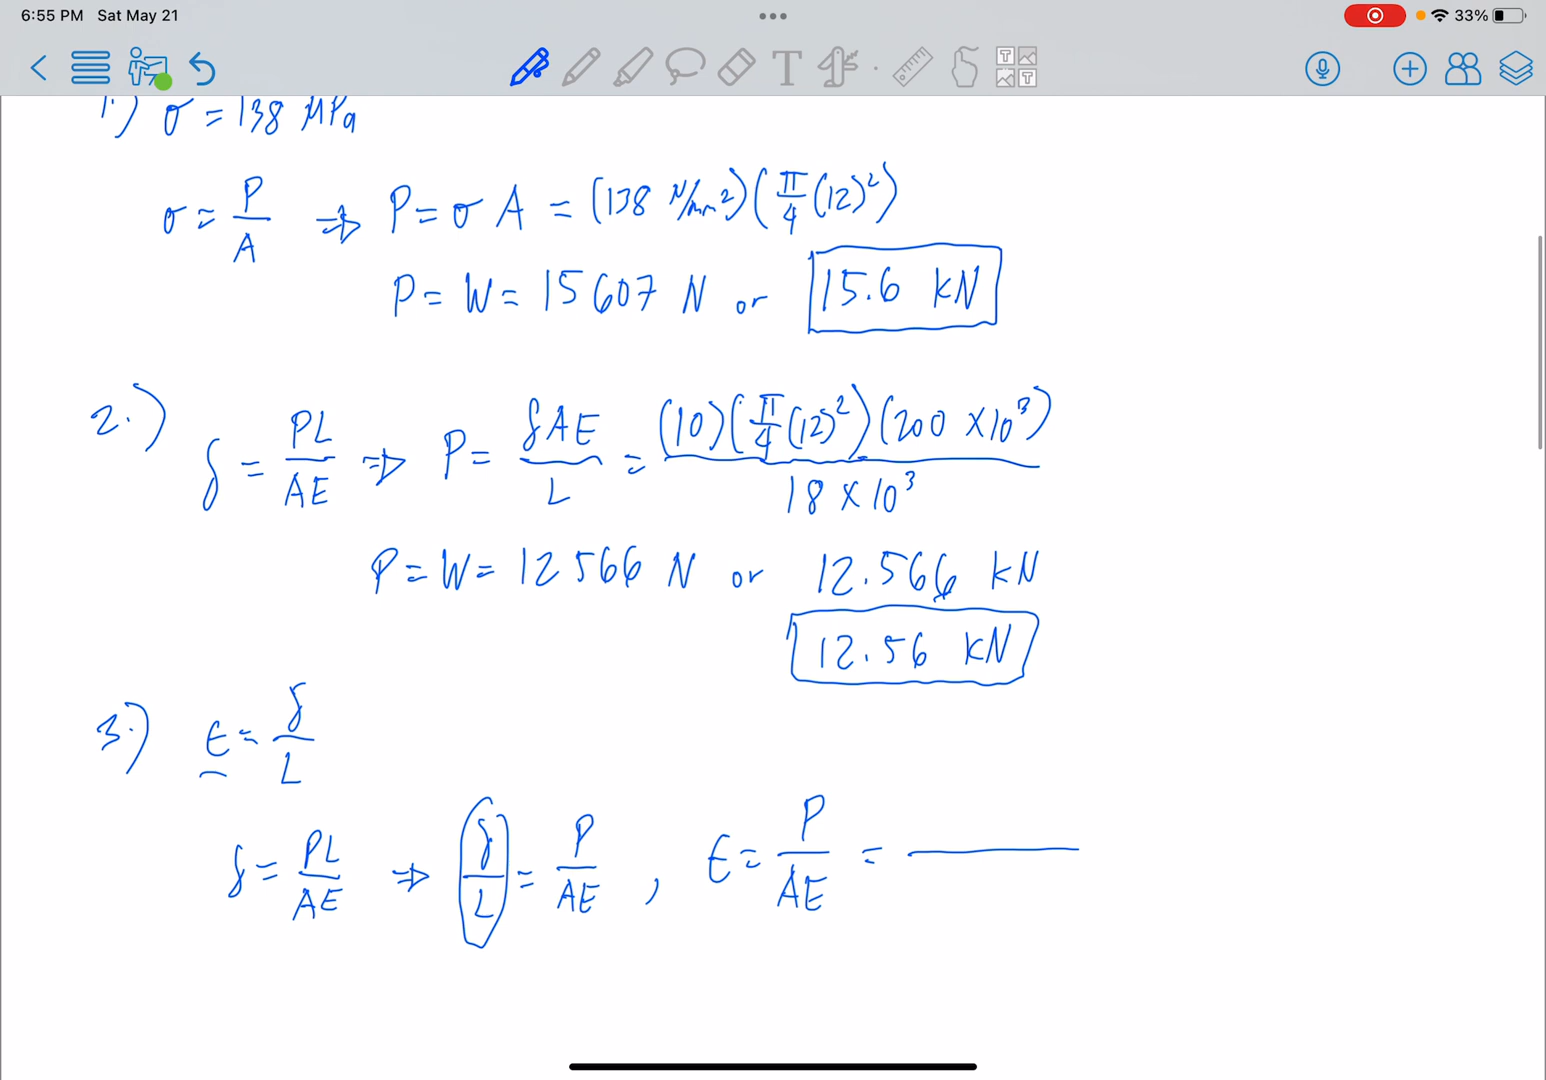 6:55 PM Sat May 21
33%
T
1.) σ = 138 MPa
σ = P/A ⇒ P = σ A = (138 N/mm2)(π/4 (12)²)
P = W = 15607 N or 15.6 kN
2.) δ = PL/AE ⇒ P = δAE/L = (10)(π/4 (12)²)(200 x10³)/18 x 10³
P = W = 12566 N or 12.566 kN
12.56 kN
3.) ε = δ/L
δ = PL/AE ⇒ δ/L = P/AE , ε = P/AE =